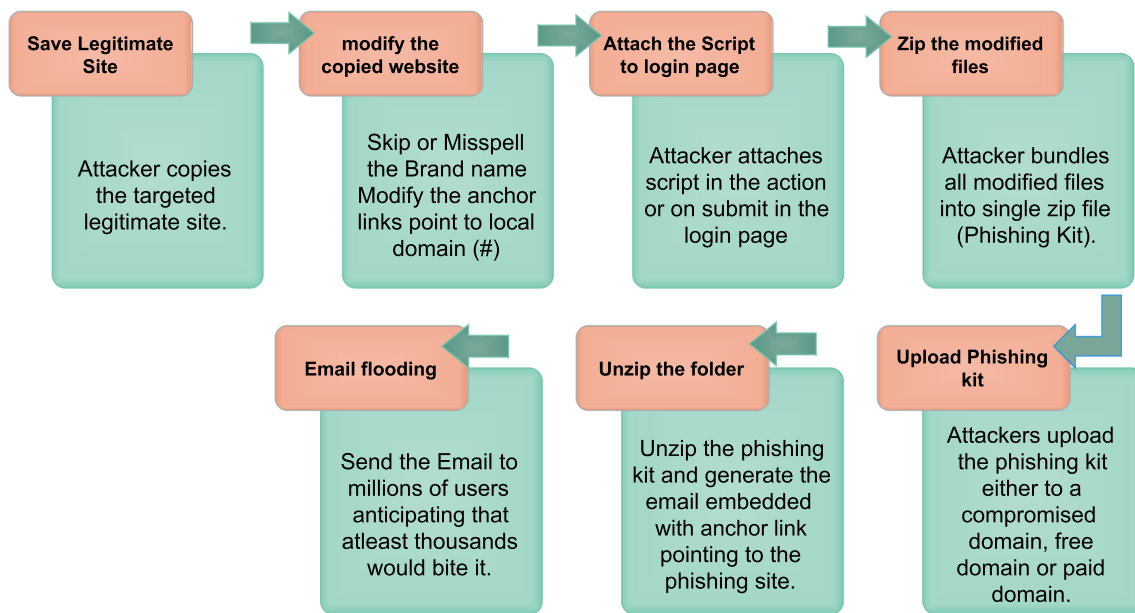 Save Legitimate
Site
Attacker copies
the targeted
legitimate site.
modify the
copied website
Skip or Misspell
the Brand name
Modify the anchor
links point to local
domain (#)
Attach the Script
to login page
Attacker attaches
script in the action
or on submit in the
login page
Zip the modified
files
Attacker bundles
all modified files
into single zip file
(Phishing Kit).
Upload Phishing
kit
Attackers upload
the phishing kit
either to a
compromised
domain, free
domain or paid
domain.
Unzip the folder
Unzip the phishing
kit and generate the
email embedded
with anchor link
pointing to the
phishing site.
Email flooding
Send the Email to
millions of users
anticipating that
atleast thousands
would bite it.